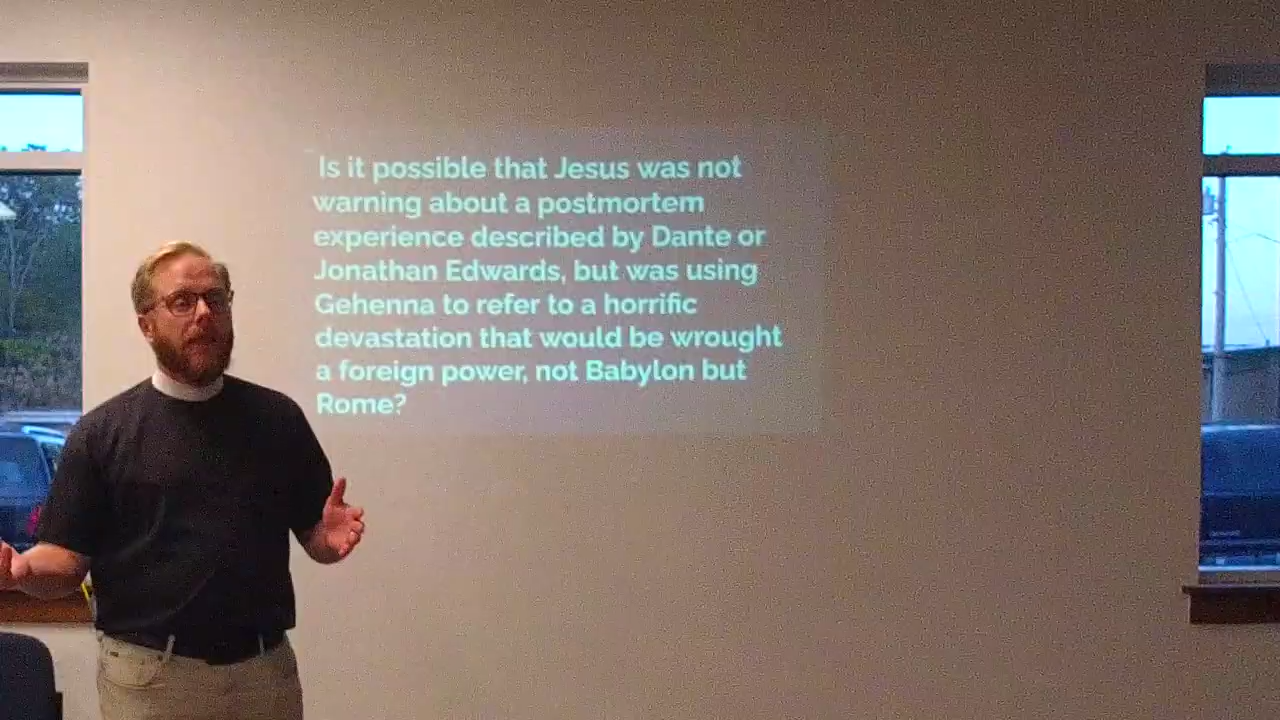 Is it possible that Jesus was not
warning about a postmortem
experience described by Dante or
Jonathan Edwards, but was using
Gehenna to refer to a horrific
devastation that would be wrought
a foreign power, not Babylon but
Rome?